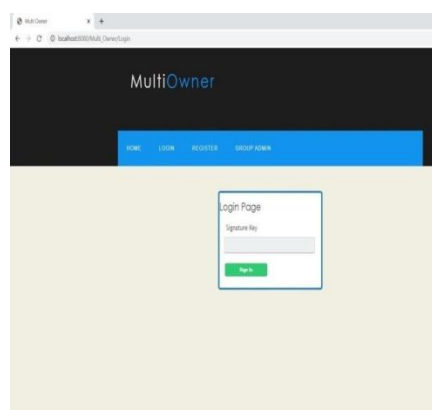 Multi Owner
localhost:8080/Multi_Owner/Login
MultiOwner
HOME LOGIN REGISTER GROUP ADMIN
Login Page
Signature Key
Sign In